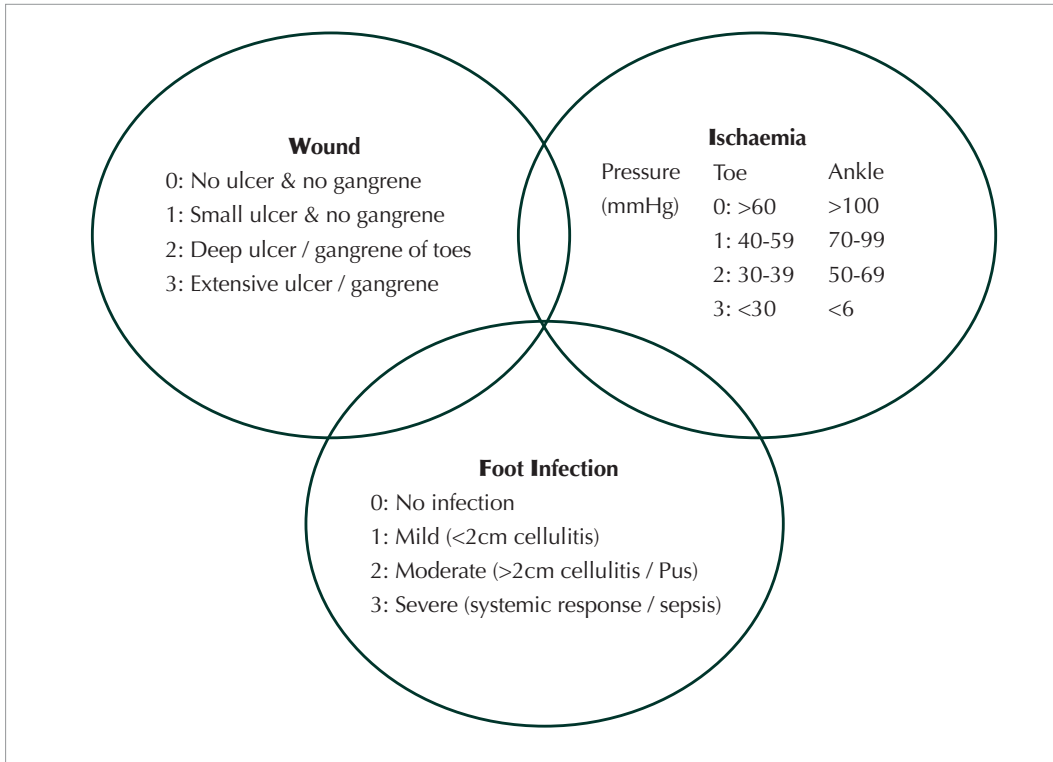 Wound
0: No ulcer & no gangrene
1: Small ulcer & no gangrene
2: Deep ulcer / gangrene of toes
3: Extensive ulcer / gangrene
Ischaemia
Pressure Toe Ankle
(mmHg) 0: >60 >100
1: 40-59 70-99
2: 30-39 50-69
3: <30 <6
Foot Infection
0: No infection
1: Mild (<2cm cellulitis)
2: Moderate (>2cm cellulitis / Pus)
3: Severe (systemic response / sepsis)